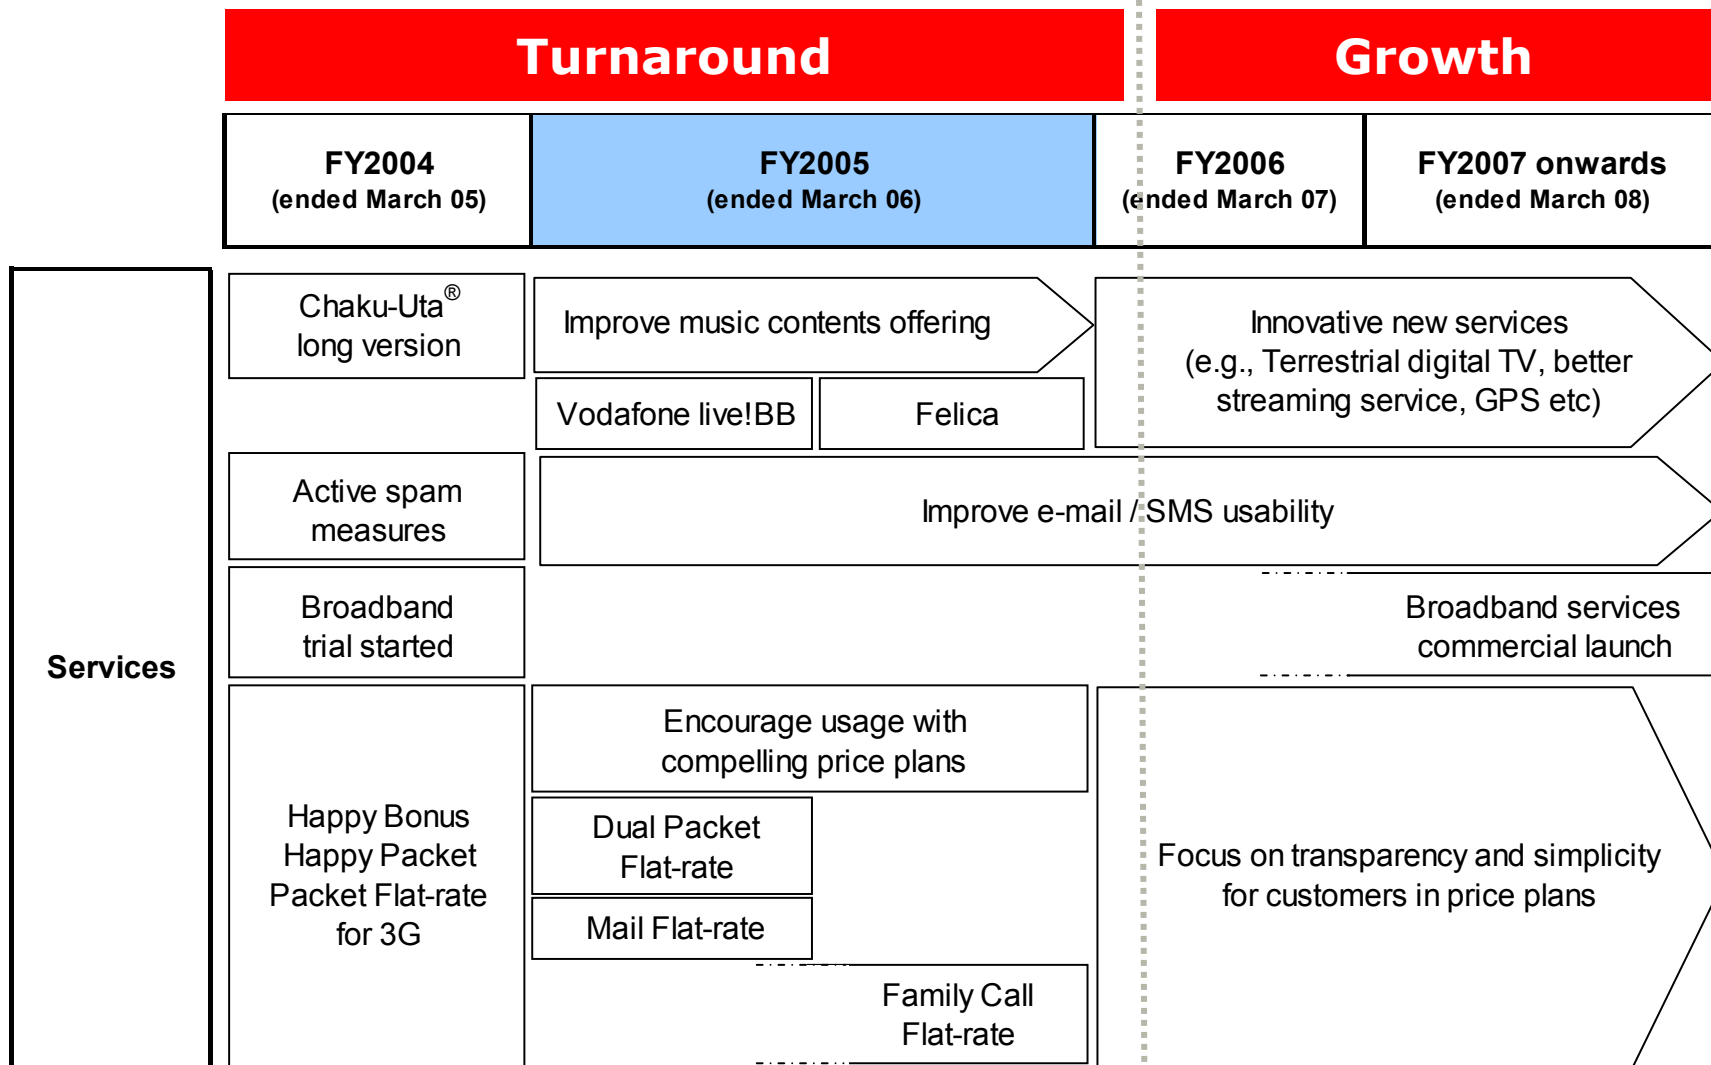 Turnaround
Growth
FY2004
(ended March 05)
FY2005
(ended March 06)
FY2006
(ended March 07)
FY2007 onwards
(ended March 08)
Services
Chaku-Uta®
long version
Improve music contents offering
Innovative new services
(e.g., Terrestrial digital TV, better
streaming service, GPS etc)
Vodafone live!BB
Felica
Active spam
measures
Improve e-mail / SMS usability
Broadband
trial started
Broadband services
commercial launch
Happy Bonus
Happy Packet
Packet Flat-rate
for 3G
Encourage usage with
compelling price plans
Dual Packet
Flat-rate
Mail Flat-rate
Family Call
Flat-rate
Focus on transparency and simplicity
for customers in price plans